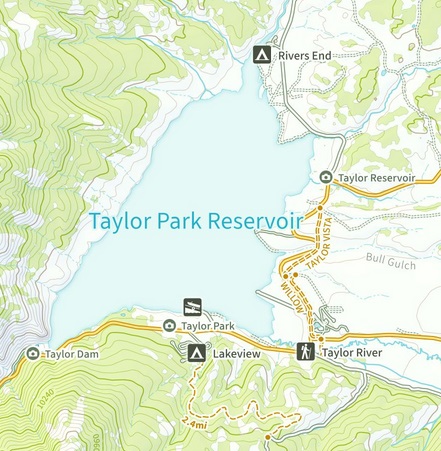 Rivers End
Taylor Reservoir
Taylor Park Reservoir
TAYLOR VISTA
Bull Gulch
WILLOW
Taylor Park
Taylor Dam
Lakeview
Taylor River
10240
2.4mi